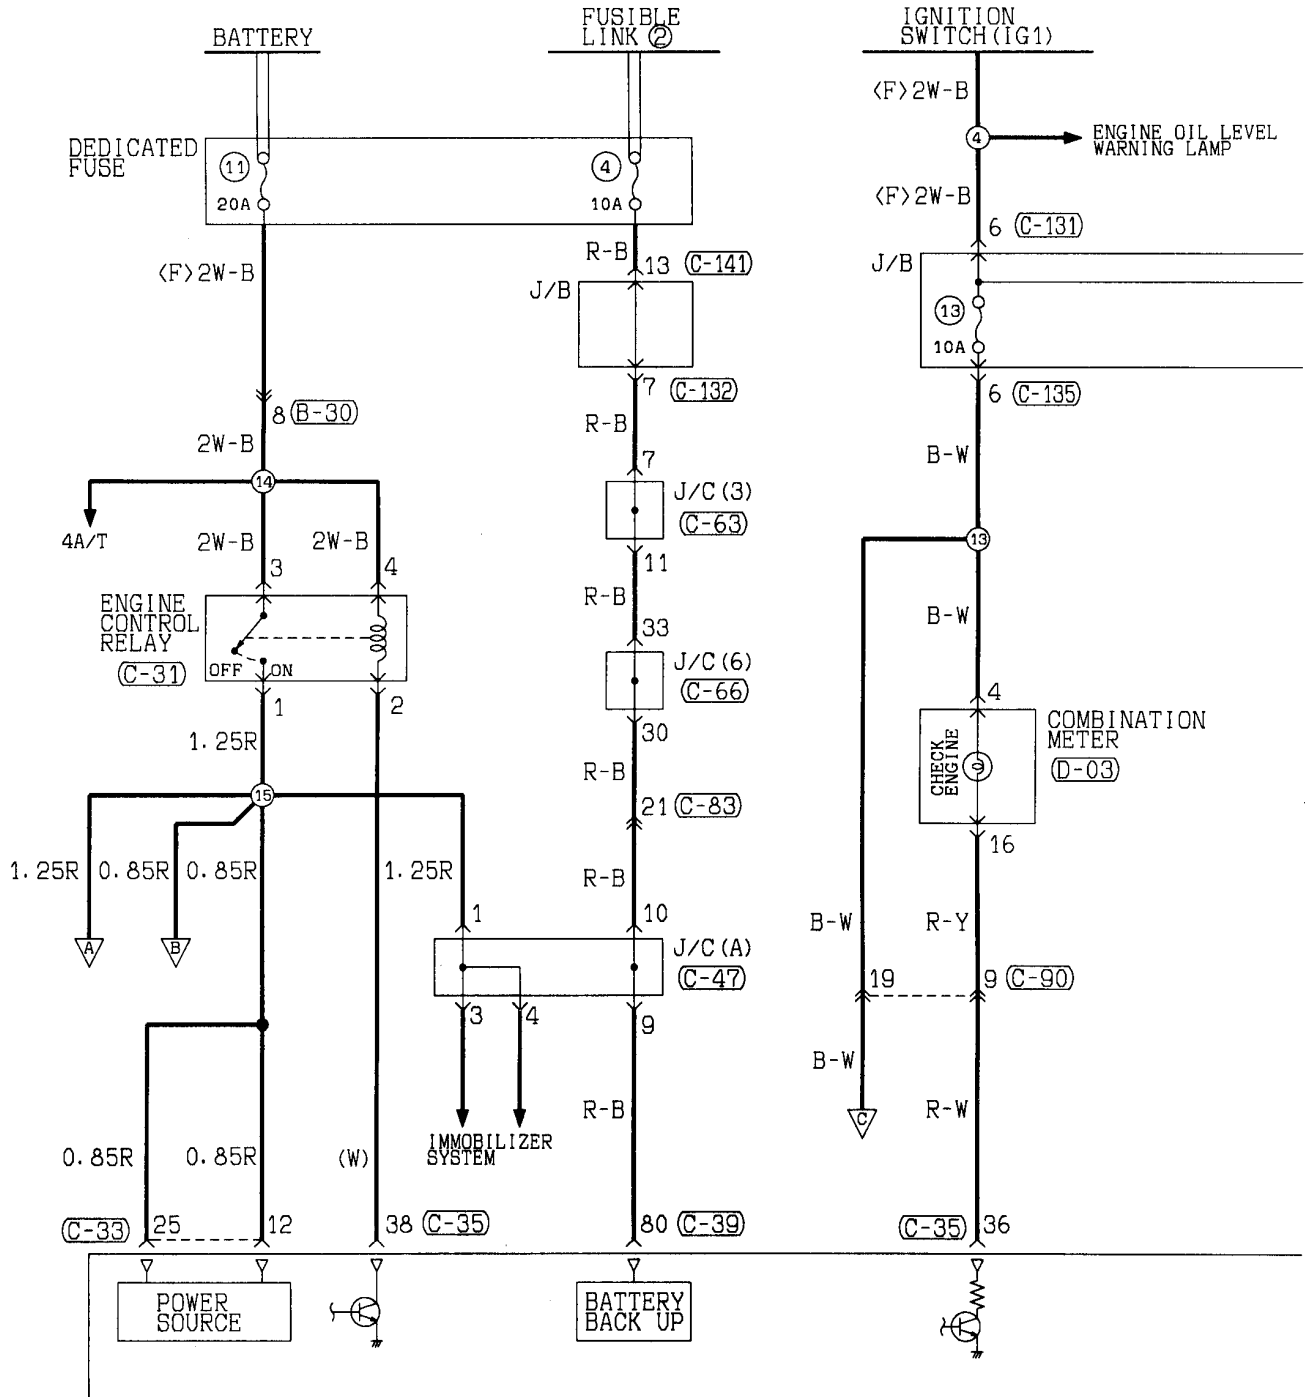 BATTERY
FUSIBLE
LINK ②
IGNITION
SWITCH(IG1)
<F>2W-B
4
ENGINE OIL LEVEL
WARNING LAMP
DEDICATED
FUSE
11
20A
4
10A
<F>2W-B
6 C-131
R-B
13 C-141
J/B
<F>2W-B
J/B
13
10A
7 C-132
6 C-135
8 B-30
R-B
2W-B
B-W
7
14
J/C(3)
C-63
4A/T
2W-B
2W-B
13
3
4
11
ENGINE
CONTROL
RELAY
C-31
OFF
ON
R-B
B-W
33
J/C(6)
C-66
1
2
4
30
COMBINATION
METER
D-03
CHECK
ENGINE
1.25R
R-B
15
21 C-83
16
1.25R
0.85R
0.85R
1.25R
R-B
1
10
B-W
R-Y
A
B
J/C(A)
C-47
19
9 C-90
3
4
9
B-W
R-B
R-W
C
IMMOBILIZER
SYSTEM
0.85R
0.85R
(W)
C-33
25
12
38 C-35
80 C-39
C-35
36
POWER
SOURCE
BATTERY
BACK UP